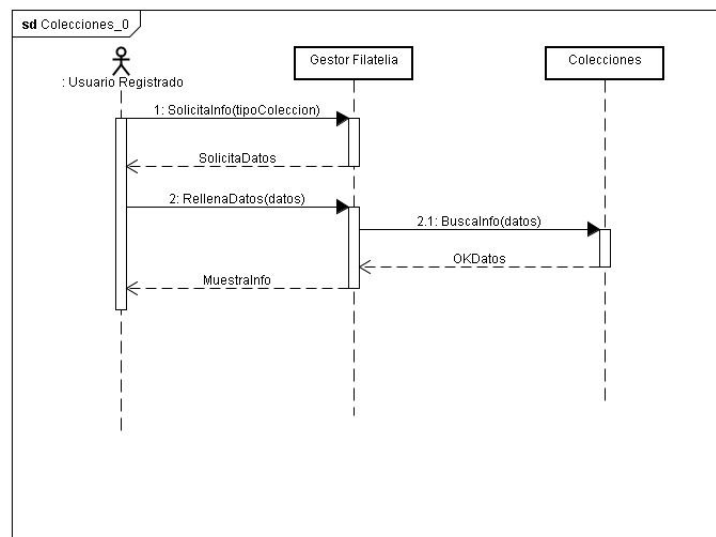 sd Colecciones_0
: Usuario Registrado
Gestor Filatelia
Colecciones
1: SolicitaInfo(tipoColeccion)
SolicitaDatos
2: RellenaDatos(datos)
2.1: BuscaInfo(datos)
OKDatos
MuestraInfo